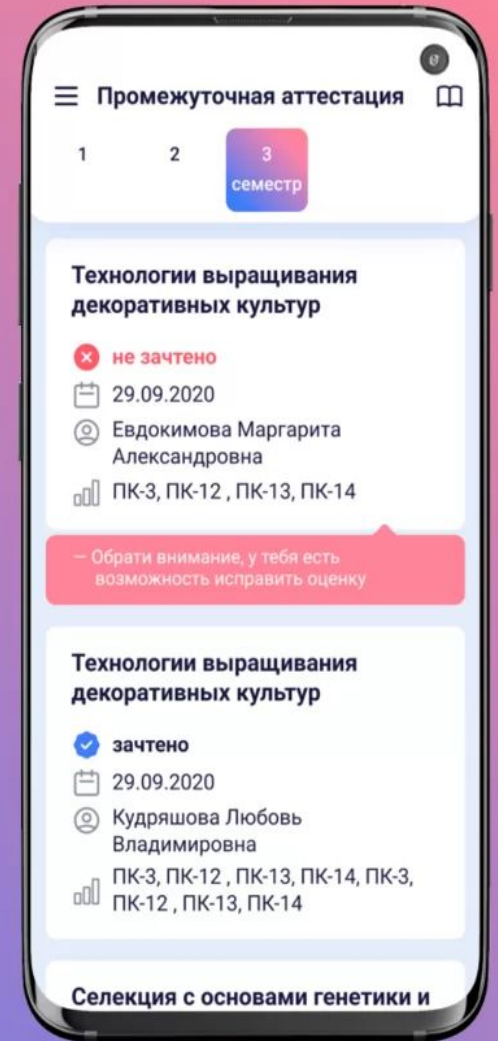 Промежуточная аттестация
1 2 3
семестр
Технологии выращивания
декоративных культур
не зачтено
29.09.2020
Евдокимова Маргарита
Александровна
ПК-3, ПК-12 , ПК-13, ПК-14
— Обрати внимание, у тебя есть
возможность исправить оценку
Технологии выращивания
декоративных культур
зачтено
29.09.2020
Кудряшова Любовь
Владимировна
ПК-3, ПК-12 , ПК-13, ПК-14, ПК-3,
ПК-12 , ПК-13, ПК-14
Селекция с основами генетики и